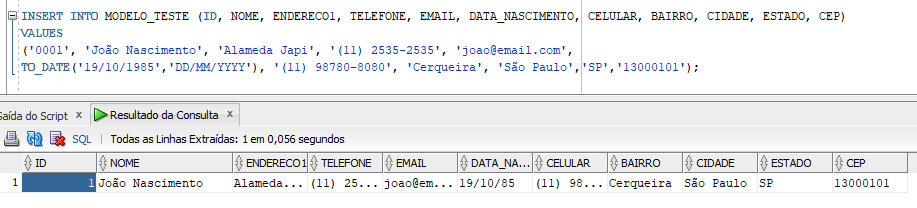 INSERT INTO MODELO_TESTE (ID, NOME, ENDERECO1, TELEFONE, EMAIL, DATA_NASCIMENTO, CELULAR, BAIRRO, CIDADE, ESTADO, CEP)
VALUES
('0001', 'João Nascimento', 'Alameda Japi', '(11) 2535-2535', 'joao@email.com',
TO_DATE('19/10/1985','DD/MM/YYYY'), '(11) 98780-8080', 'Cerqueira', 'São Paulo','SP','13000101');
Saída do Script x Resultado da Consulta x
SQL | Todas as Linhas Extraídas: 1 em 0,056 segundos
ID NOME ENDERECO1 TELEFONE EMAIL DATA_NA... CELULAR BAIRRO CIDADE ESTADO CEP
1 1 João Nascimento Alameda... (11) 25... joao@em... 19/10/85 (11) 98... Cerqueira São Paulo SP 13000101